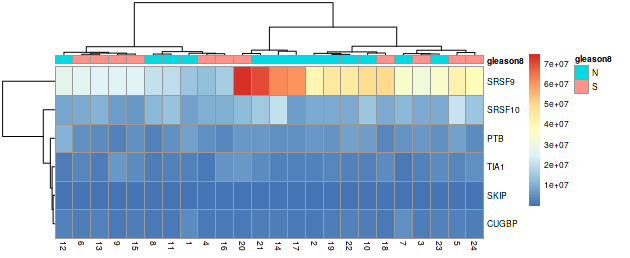 gleason8
SRSF9
SRSF10
PTB
TIA1
SKIP
CUGBP
12 6 13 9 15 8 11 1 4 16 20 21 14 17 2 19 22 10 18 7 3 23 5 24
7e+07
6e+07
5e+07
4e+07
3e+07
2e+07
1e+07
gleason8
N
S